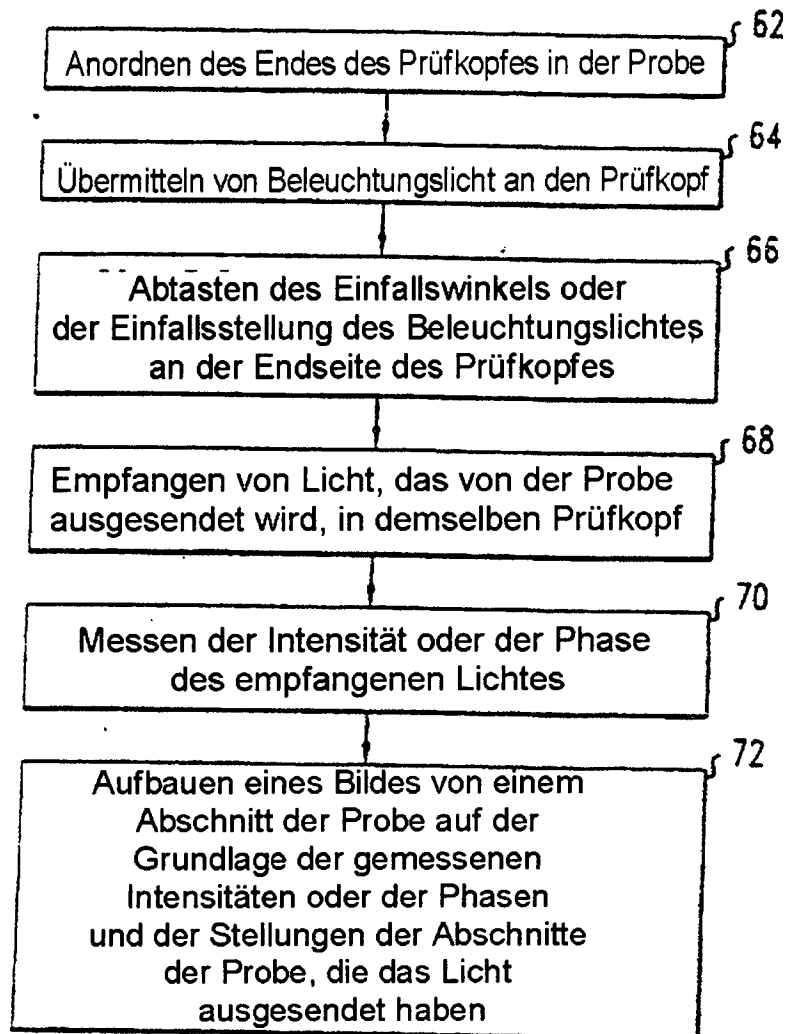 62
Anordnen des Endes des Prüfkopfes in der Probe
64
Übermitteln von Beleuchtungslicht an den Prüfkopf
66
Abtasten des Einfallswinkels oder
der Einfallsstellung des Beleuchtungslichtes
an der Endseite des Prüfkopfes
68
Empfangen von Licht, das von der Probe
ausgesendet wird, in demselben Prüfkopf
70
Messen der Intensität oder der Phase
des empfangenen Lichtes
72
Aufbauen eines Bildes von einem
Abschnitt der Probe auf der
Grundlage der gemessenen
Intensitäten oder der Phasen
und der Stellungen der Abschnitte
der Probe, die das Licht
ausgesendet haben